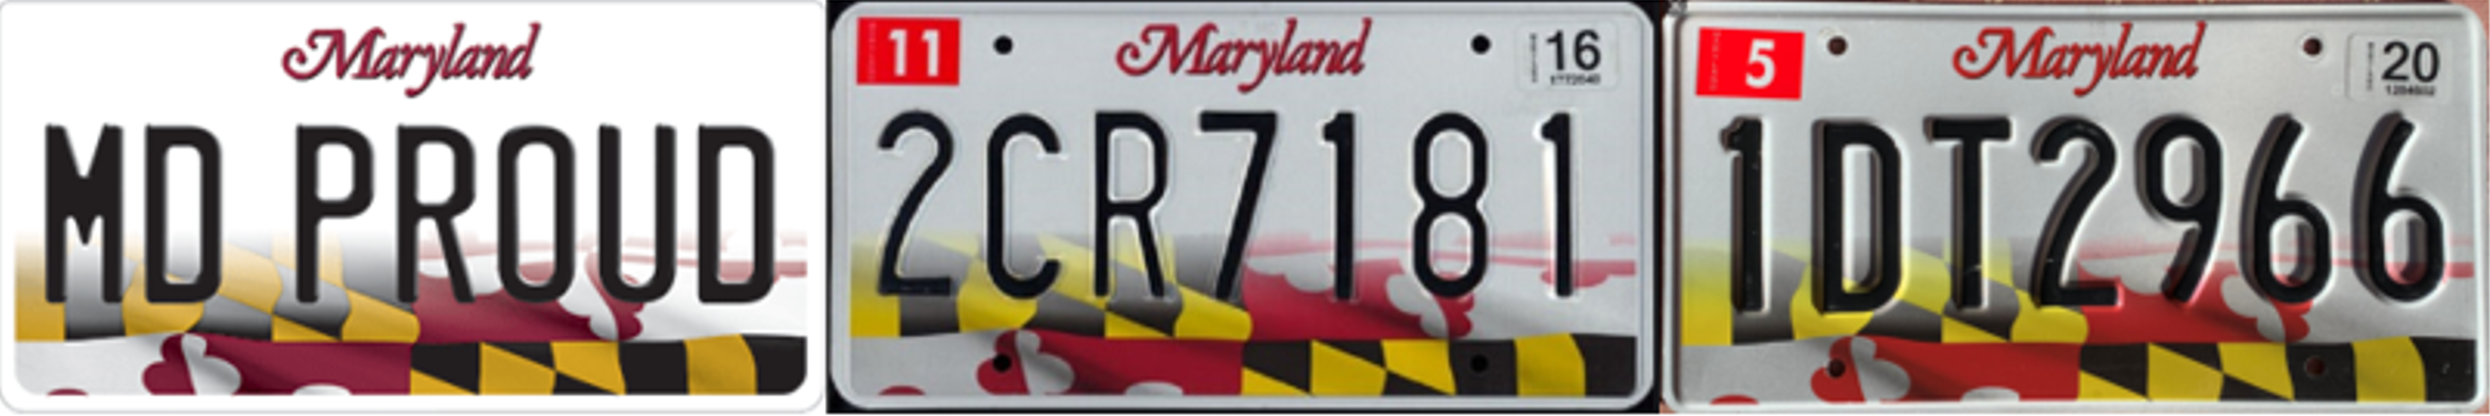 Maryland
MD PROUD
11 Maryland 16
2CR7181
5 Maryland 20
1DT2966